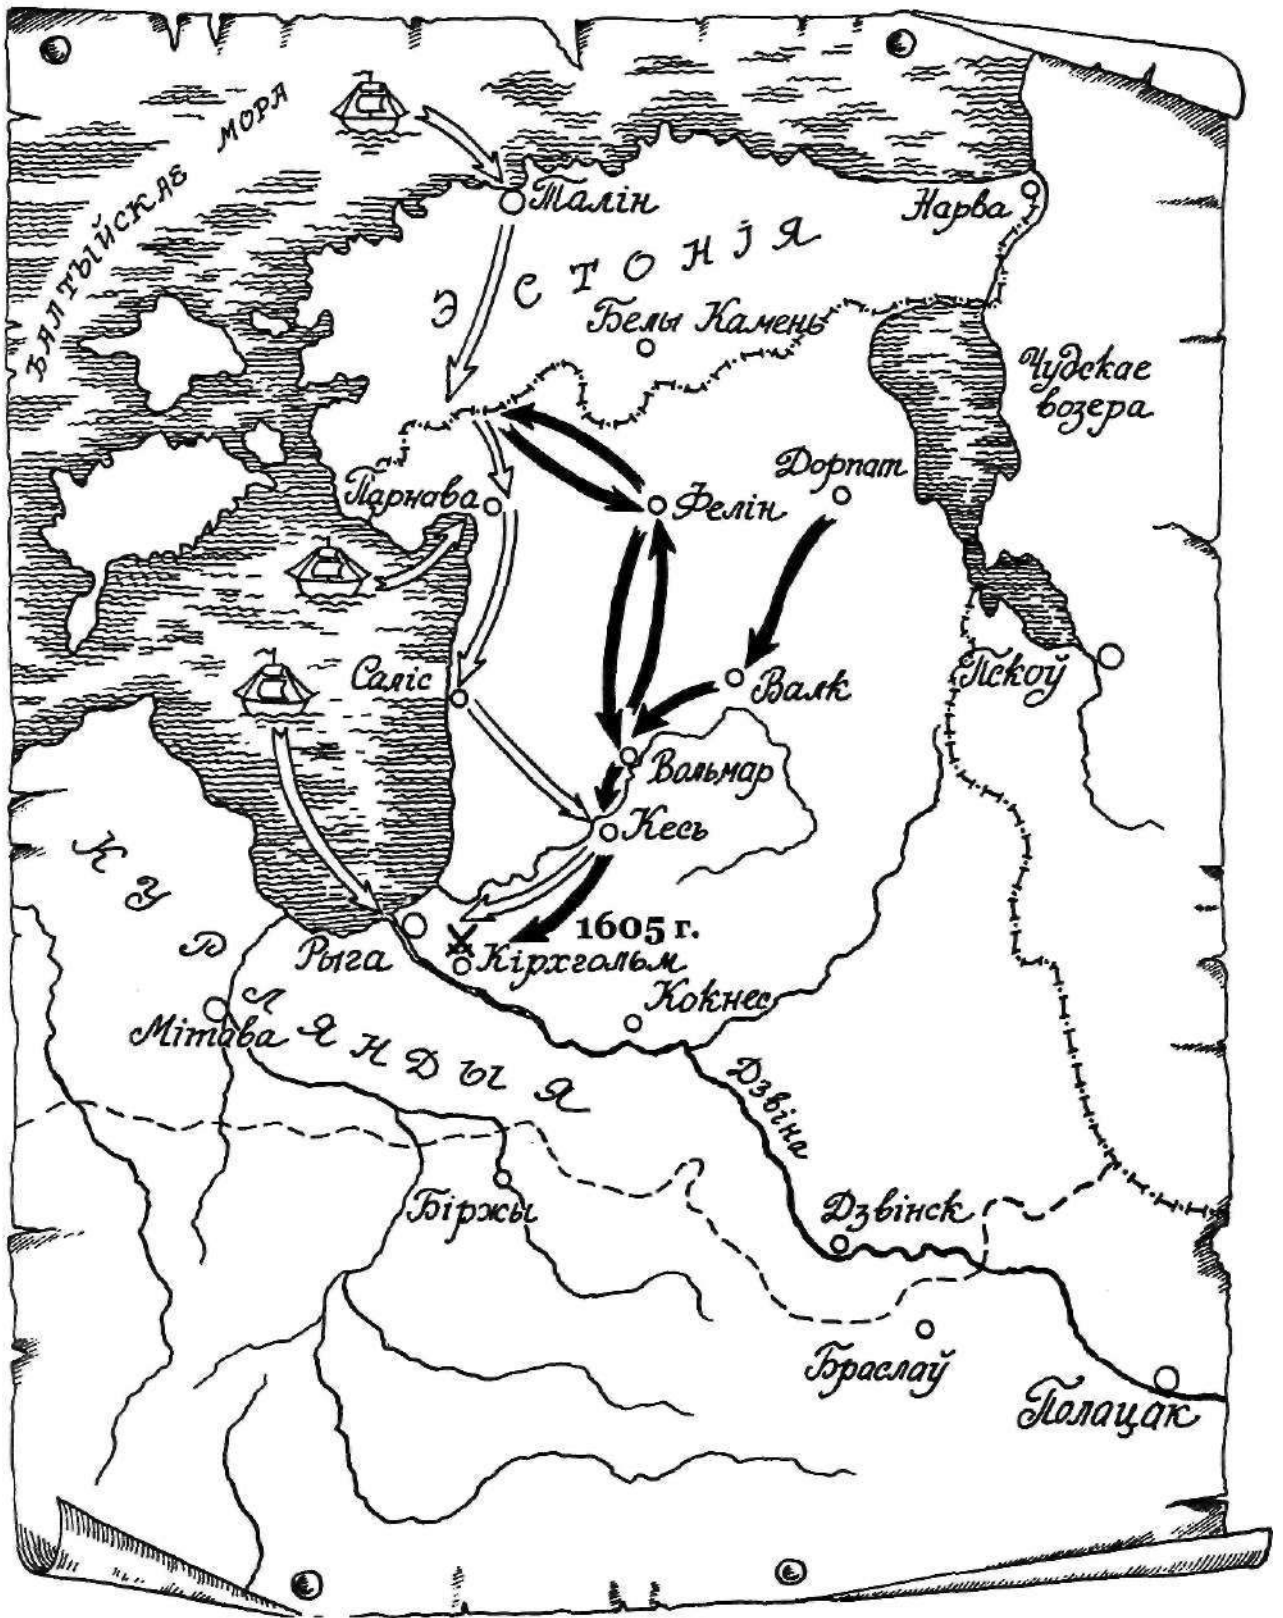 БАЛТЫЙСКАЕ МОРА
Талін
Нарва
ЭСТОНІЯ
Белы Камень
Чудскае
возера
Дорпат
Парнава
Фелін
Саліс
Валк
Пскоў
Вольмар
Кесь
КУРЛЯНДЫЯ
1605 г.
Рыга
Кірхгольм
Кокнес
Мітава
Дзвіна
Біржы
Дзвінск
Браслаў
Полацак